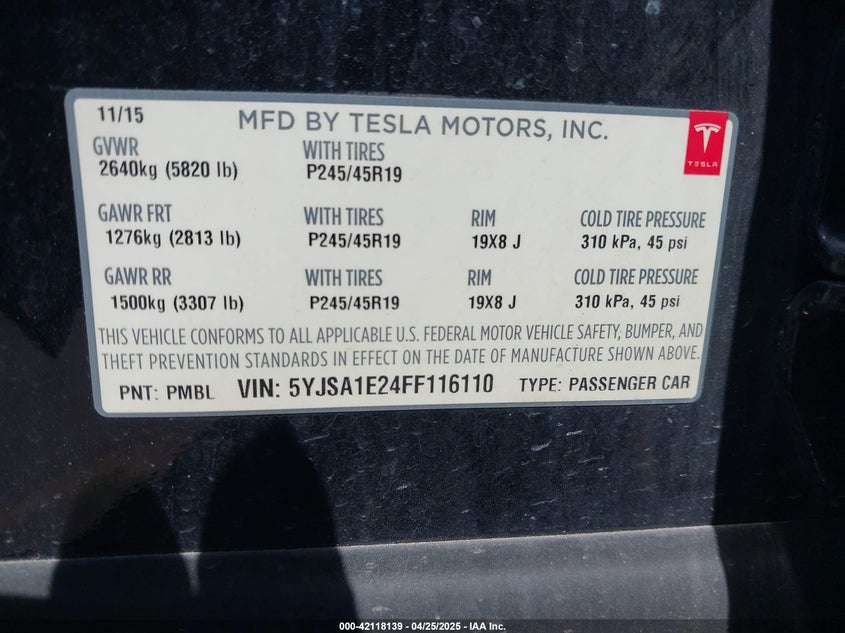 11/15 MFD BY TESLA MOTORS, INC.
TESLA
GVWR WITH TIRES
2640kg (5820 lb) P245/45R19
GAWR FRT WITH TIRES RIM COLD TIRE PRESSURE
1276kg (2813 lb) P245/45R19 19X8 J 310 kPa, 45 psi
GAWR RR WITH TIRES RIM COLD TIRE PRESSURE
1500kg (3307 lb) P245/45R19 19X8 J 310 kPa, 45 psi
THIS VEHICLE CONFORMS TO ALL APPLICABLE U.S. FEDERAL MOTOR VEHICLE SAFETY, BUMPER, AND
THEFT PREVENTION STANDARDS IN EFFECT ON THE DATE OF MANUFACTURE SHOWN ABOVE.
PNT: PMBL VIN: 5YJSA1E24FF116110 TYPE: PASSENGER CAR
000-42118139 - 04/25/2025 - IAA Inc.